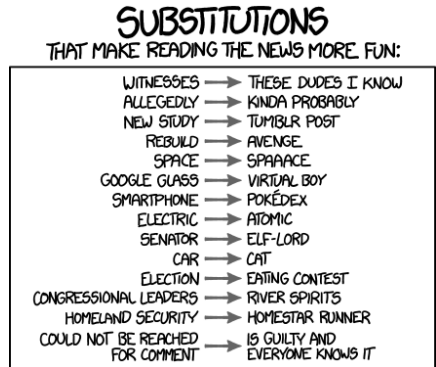 SUBSTITUTIONS
THAT MAKE READING THE NEWS MORE FUN:
WITNESSES → THESE DUDES I KNOW
ALLEGEDLY → KINDA PROBABLY
NEW STUDY → TUMBLR POST
REBUILD → AVENGE
SPACE → SPAAACE
GOOGLE GLASS → VIRTUAL BOY
SMARTPHONE → POKÉDEX
ELECTRIC → ATOMIC
SENATOR → ELF-LORD
CAR → CAT
ELECTION → EATING CONTEST
CONGRESSIONAL LEADERS → RIVER SPIRITS
HOMELAND SECURITY → HOMESTAR RUNNER
COULD NOT BE REACHED FOR COMMENT → IS GUILTY AND EVERYONE KNOWS IT